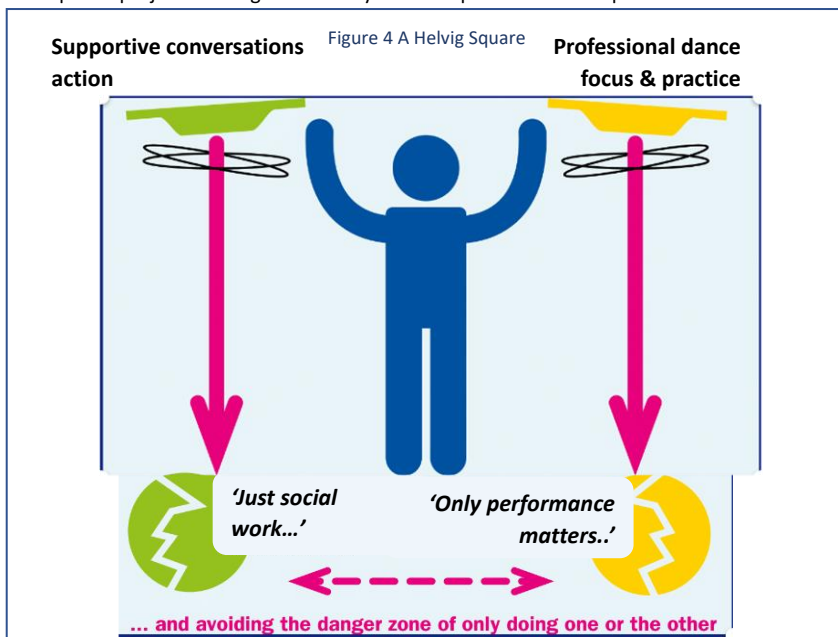 Figure 4 A Helvig Square
Supportive conversations
action
Professional dance
focus & practice
‘Just social
work…’
‘Only performance
matters..’
... and avoiding the danger zone of only doing one or the other